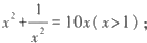 x² + 1/x² = 10x(x>1);